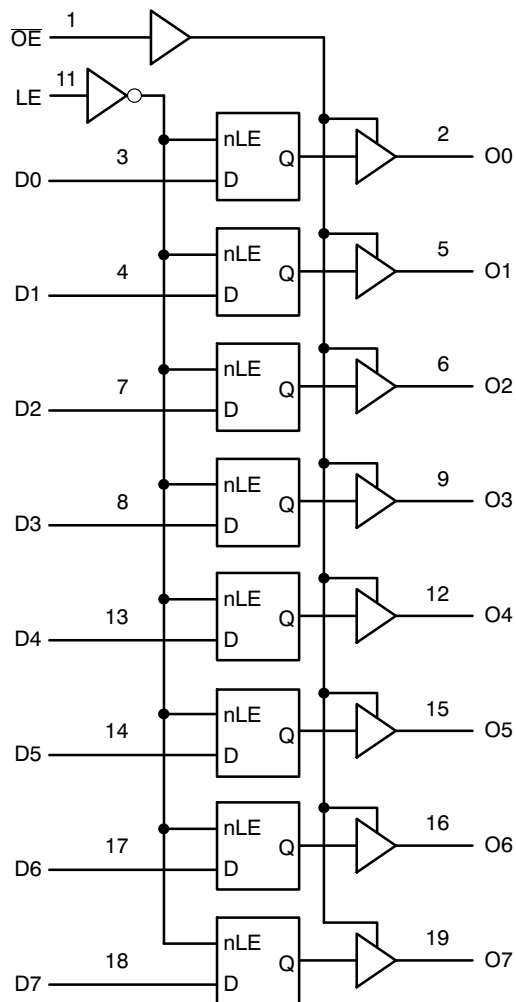 O̅E̅ 1
LE 11
nLE
D0 3 D Q 2 O0
nLE
D1 4 D Q 5 O1
nLE
D2 7 D Q 6 O2
nLE
D3 8 D Q 9 O3
nLE
D4 13 D Q 12 O4
nLE
D5 14 D Q 15 O5
nLE
D6 17 D Q 16 O6
nLE
D7 18 D Q 19 O7